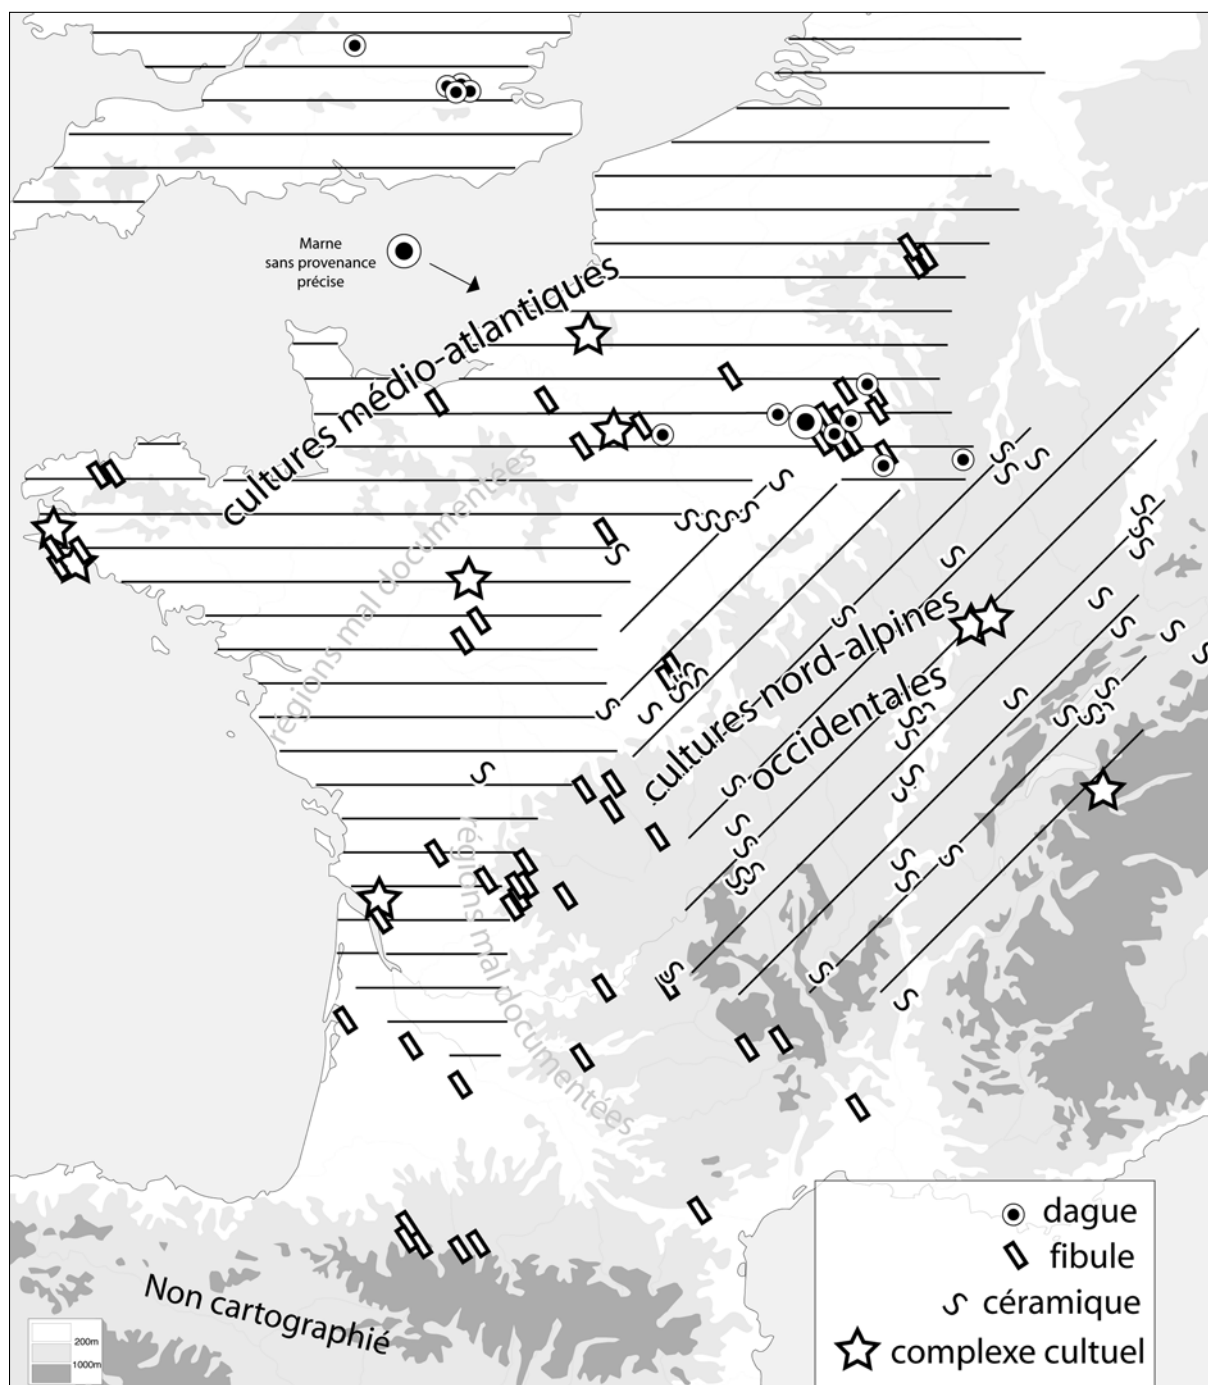 Marne
sans provenance
précise
cultures médio-atlantiques
régions mal documentées
cultures nord-alpines
occidentales
régions mal documentées
Non cartographié
200m
1000m
dague
fibule
céramique
complexe cultuel